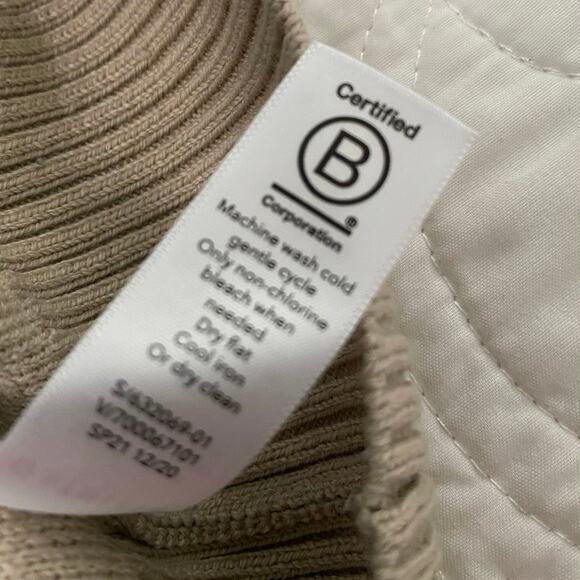 Certified
B
Corporation®
Machine wash cold
gentle cycle
Only non-chlorine
bleach when
needed
Dry flat
Cool iron
Or dry clean
S/632069-01
V/700067101
SP21 12/20